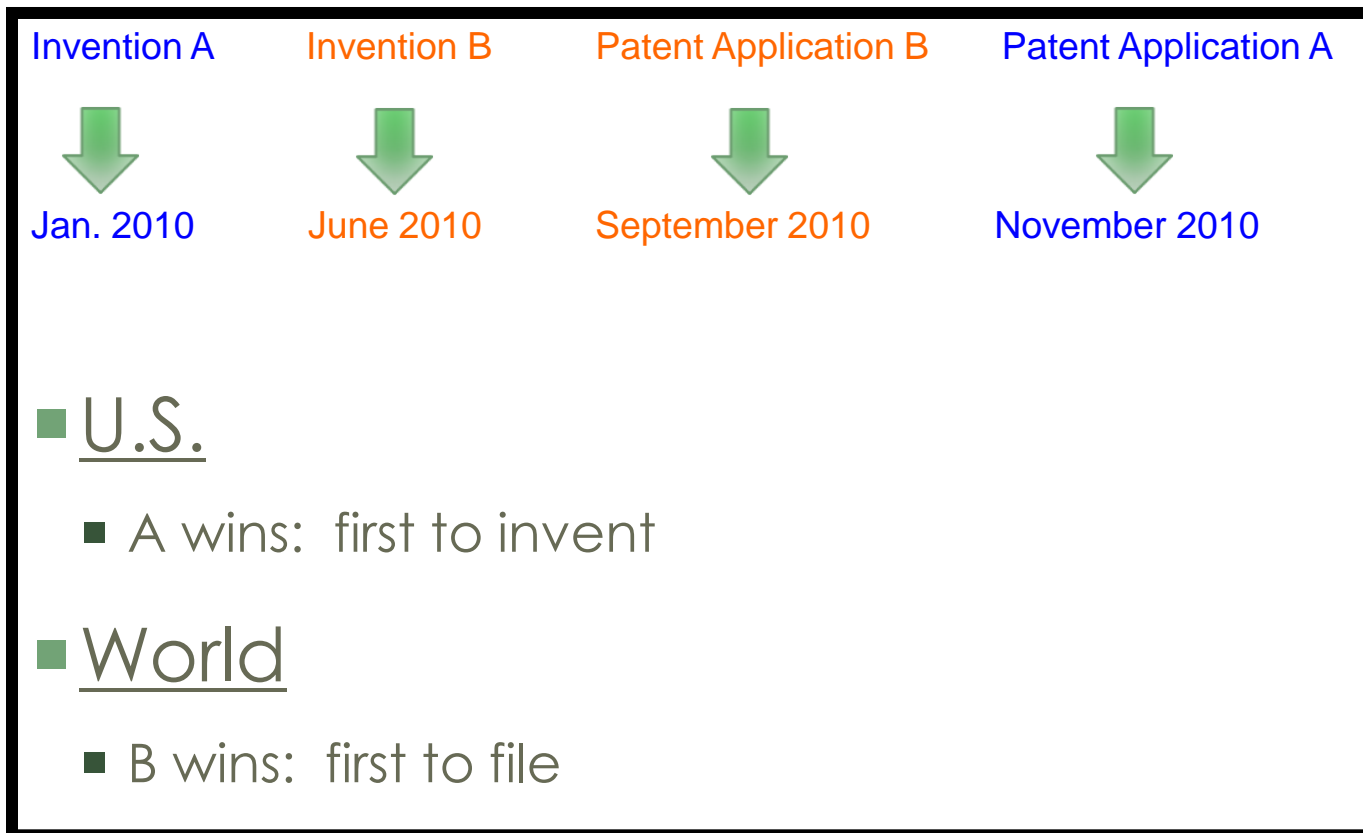 Invention A Invention B Patent Application B Patent Application A
Jan. 2010 June 2010 September 2010 November 2010
U.S.
A wins: first to invent
World
B wins: first to file